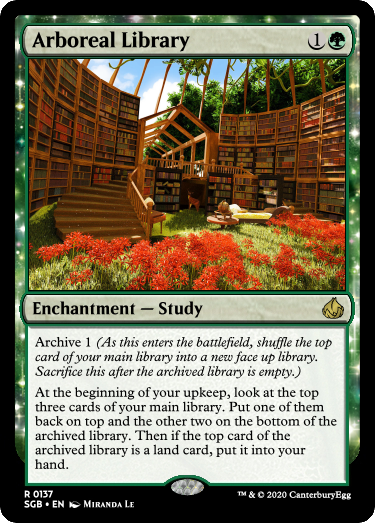 Arboreal Library 1
Enchantment — Study
Archive 1 (As this enters the battlefield, shuffle the top
card of your main library into a new face up library.
Sacrifice this after the archived library is empty.)
At the beginning of your upkeep, look at the top
three cards of your main library. Put one of them
back on top and the other two on the bottom of the
archived library. Then if the top card of the
archived library is a land card, put it into your
hand.
R 0137
SGB • EN Miranda Le ™ & © 2020 CanterburyEgg